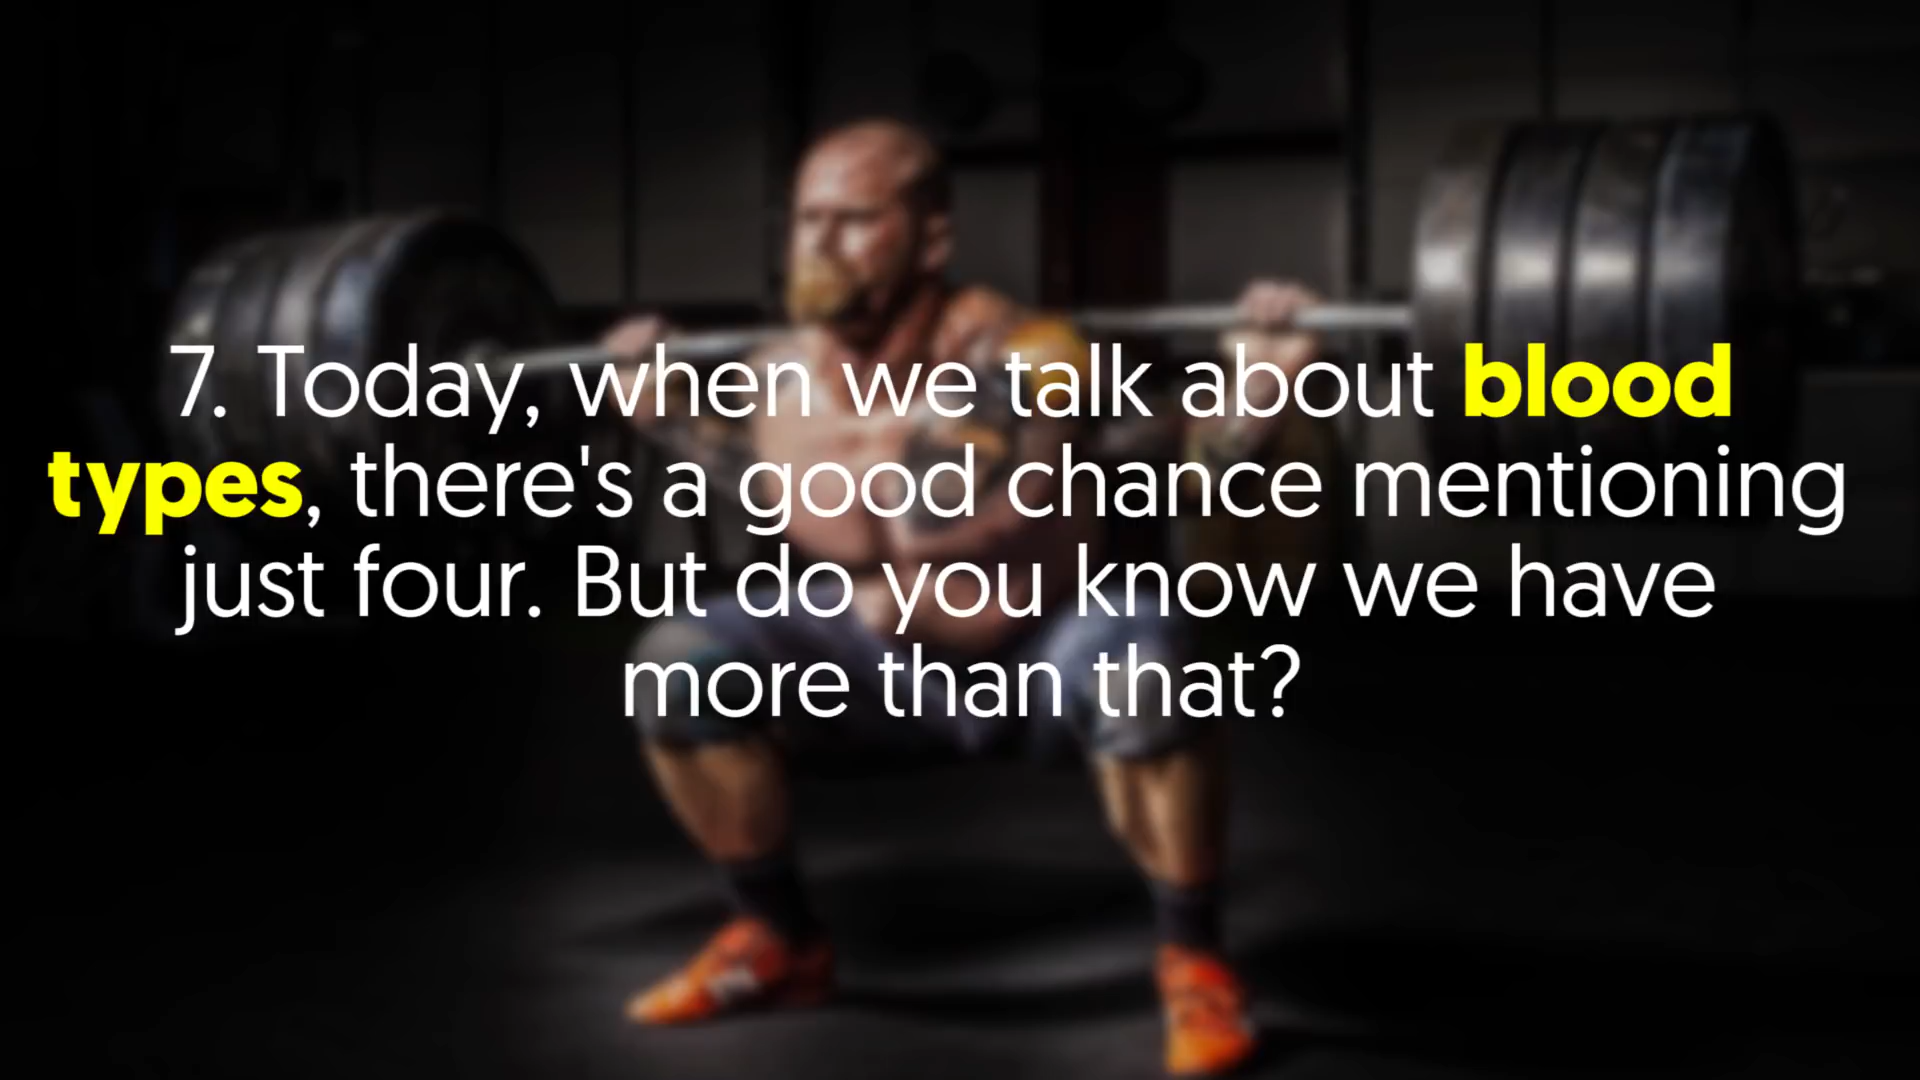 7. Today, when we talk about blood
types, there's a good chance mentioning
just four. But do you know we have
more than that?